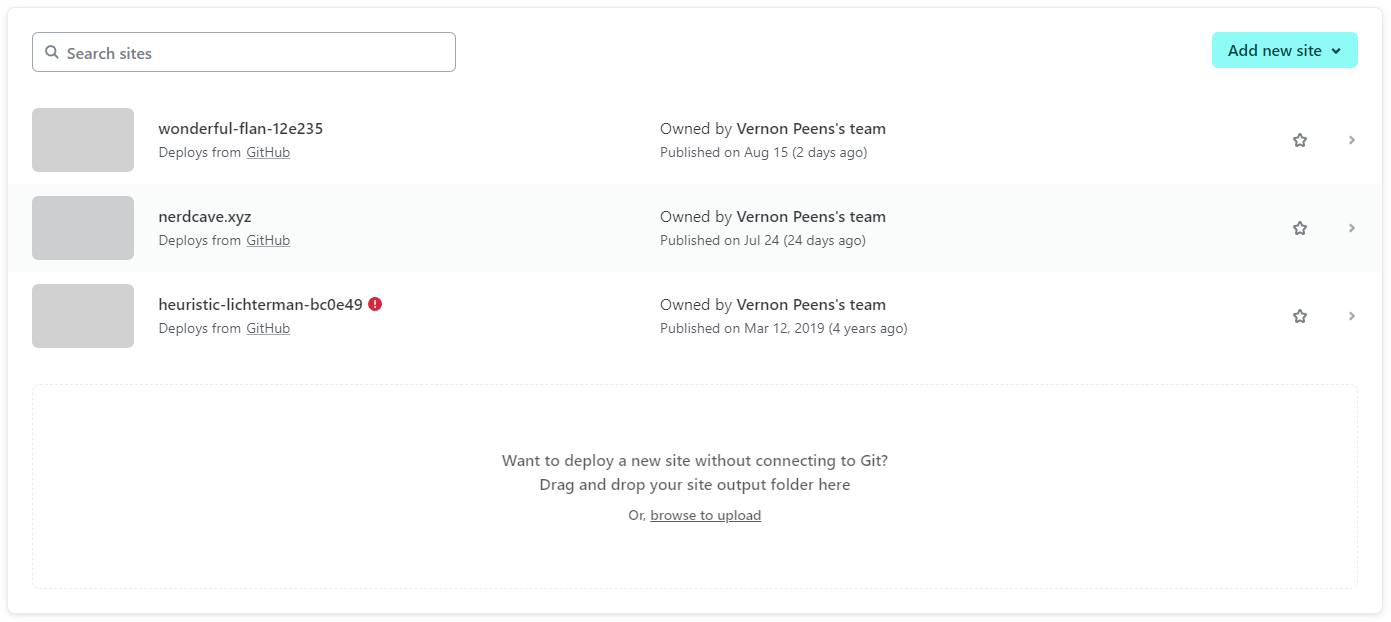 Search sites
Add new site
wonderful-flan-12e235
Deploys from GitHub
Owned by Vernon Peens's team
Published on Aug 15 (2 days ago)
nerdcave.xyz
Deploys from GitHub
Owned by Vernon Peens's team
Published on Jul 24 (24 days ago)
heuristic-lichterman-bc0e49
Deploys from GitHub
Owned by Vernon Peens's team
Published on Mar 12, 2019 (4 years ago)
Want to deploy a new site without connecting to Git?
Drag and drop your site output folder here
Or, browse to upload